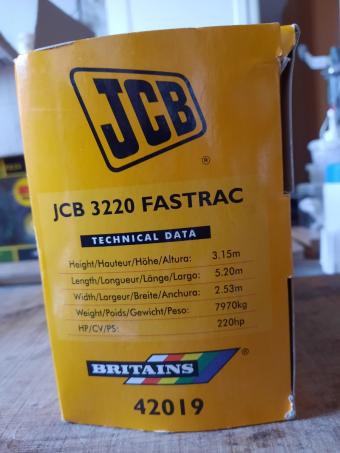 JCB
®
JCB 3220 FASTRAC
TECHNICAL DATA
Height/Hauteur/Höhe/Altura: 3.15m
Length/Longueur/Länge/Largo: 5.20m
Width/Largeur/Breite/Anchura: 2.53m
Weight/Poids/Gewicht/Peso: 7970kg
HP/CV/PS: 220hp
BRITAINS ®
42019